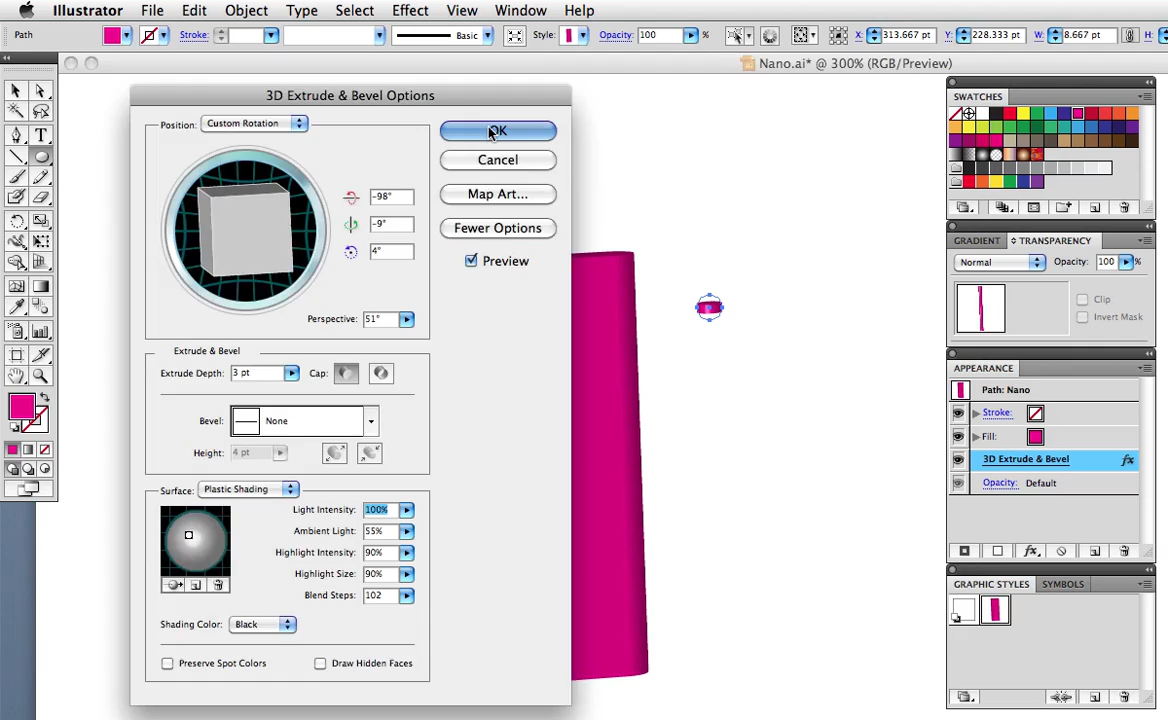 Illustrator File Edit Object Type Select Effect View Window Help
Path Stroke: Basic Style: Opacity: 100 % X: 313.667 pt Y: 228.333 pt W: 8.667 pt H:
Nano.ai* @ 300% (RGB/Preview)
3D Extrude & Bevel Options
Position: Custom Rotation
OK
Cancel
Map Art...
Fewer Options
Preview
-98°
-9°
4°
Perspective: 51°
Extrude & Bevel
Extrude Depth: 3 pt Cap:
Bevel: None
Height: 4 pt
Surface: Plastic Shading
Light Intensity: 100%
Ambient Light: 55%
Highlight Intensity: 90%
Highlight Size: 90%
Blend Steps: 102
Shading Color: Black
Preserve Spot Colors Draw Hidden Faces
SWATCHES
GRADIENT TRANSPARENCY
Normal Opacity: 100 %
Clip
Invert Mask
APPEARANCE
Path: Nano
Stroke:
Fill:
3D Extrude & Bevel fx
Opacity: Default
fx
GRAPHIC STYLES SYMBOLS